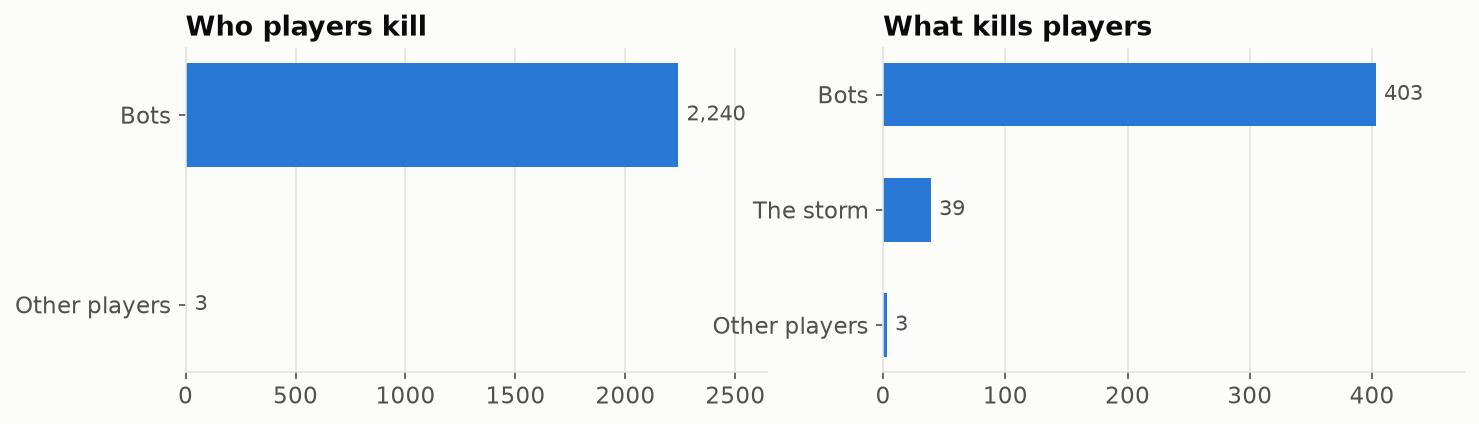 Who players kill
Bots
2,240
Other players
3
0 500 1000 1500 2000 2500
What kills players
Bots
403
The storm
39
Other players
3
0 100 200 300 400